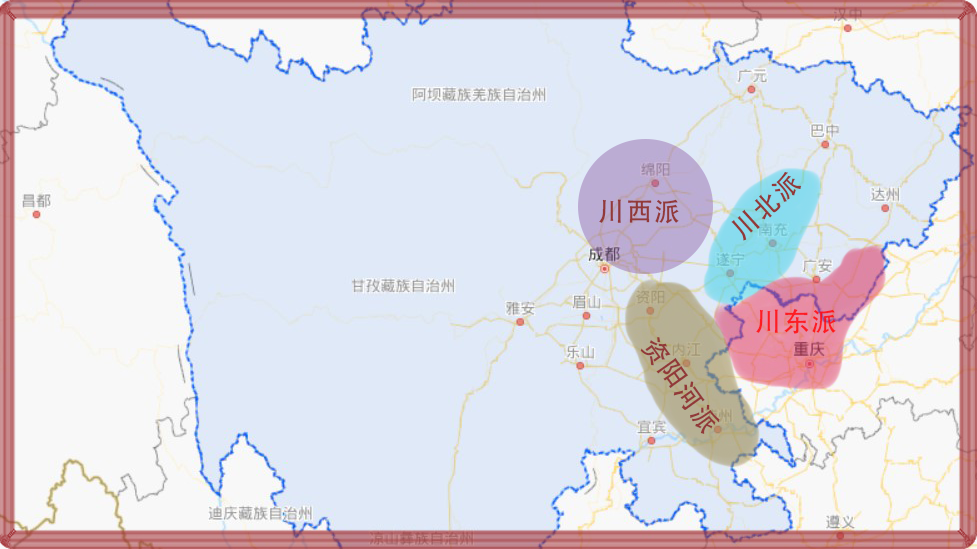 汉中
广元
阿坝藏族羌族自治州
巴中
绵阳
川北派
昌都
达州
川西派
南充
成都
遂宁
广安
甘孜藏族自治州
资阳
眉山
雅安
川东派
重庆
内江
乐山
资阳河派
州
宜宾
迪庆藏族自治州
遵义
凉山彝族自治州